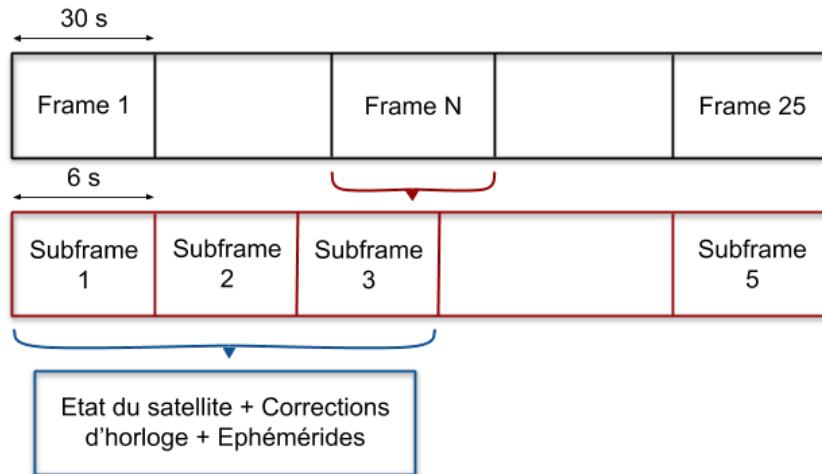 30 s
Frame 1
Frame N
Frame 25
6 s
Subframe
1
Subframe
2
Subframe
3
Subframe
5
Etat du satellite + Corrections
d'horloge + Ephémérides